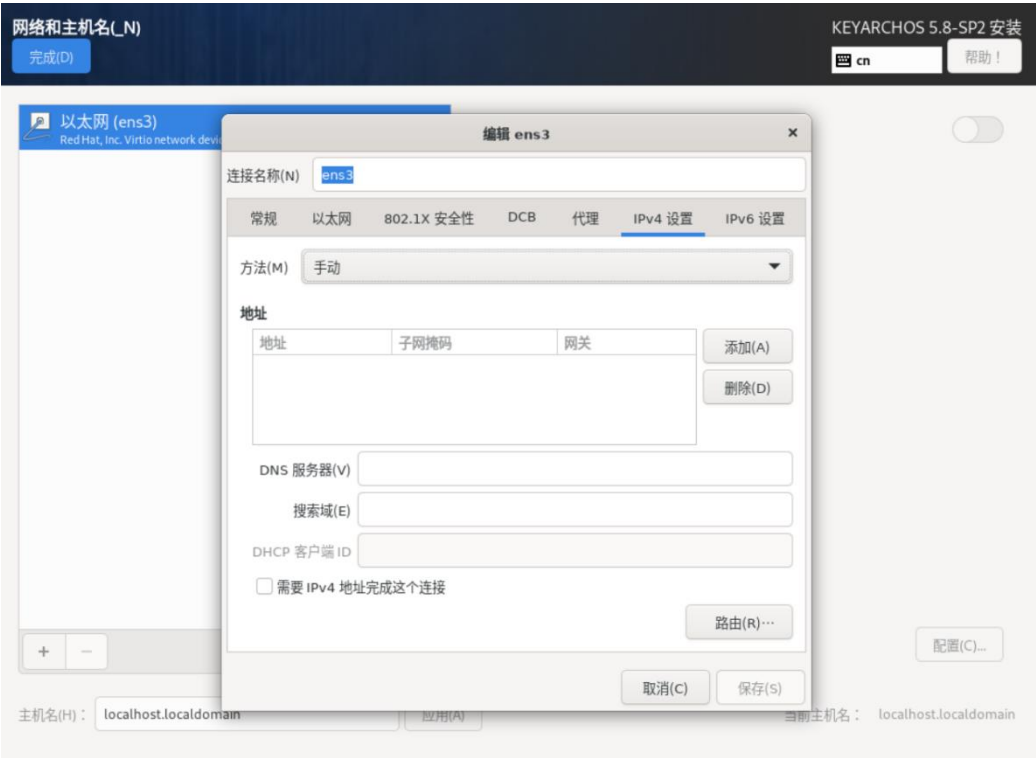 网络和主机名(_N)
KEYARCHOS 5.8-SP2 安装
完成(D)
cn
帮助！
以太网 (ens3)
Red Hat, Inc. Virtio network
编辑 ens3
连接名称(N)
ens3
常规
以太网
802.1X 安全性
DCB
代理
IPv4 设置
IPv6 设置
方法(M)
手动
地址
地址
子网掩码
网关
添加(A)
删除(D)
DNS 服务器(V)
搜索域(E)
DHCP 客户端 ID
需要 IPv4 地址完成这个连接
路由(R)…
取消(C)
保存(S)
+
−
配置(C)...
主机名(H)：
localhost.localdomain
应用(A)
当前主机名：
localhost.localdomain